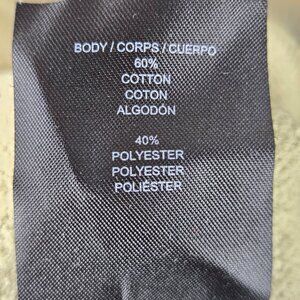 BODY / CORPS / CUERPO
60%
COTTON
COTON
ALGODÓN
40%
POLYESTER
POLYESTER
POLIÉSTER